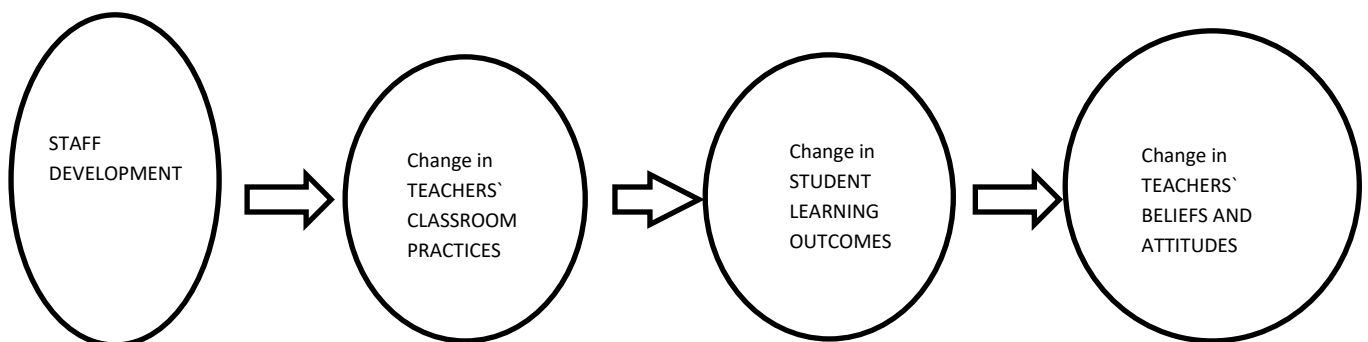 STAFF
DEVELOPMENT
Change in
TEACHERS`
CLASSROOM
PRACTICES
Change in
STUDENT
LEARNING
OUTCOMES
Change in
TEACHERS`
BELIEFS AND
ATTITUDES